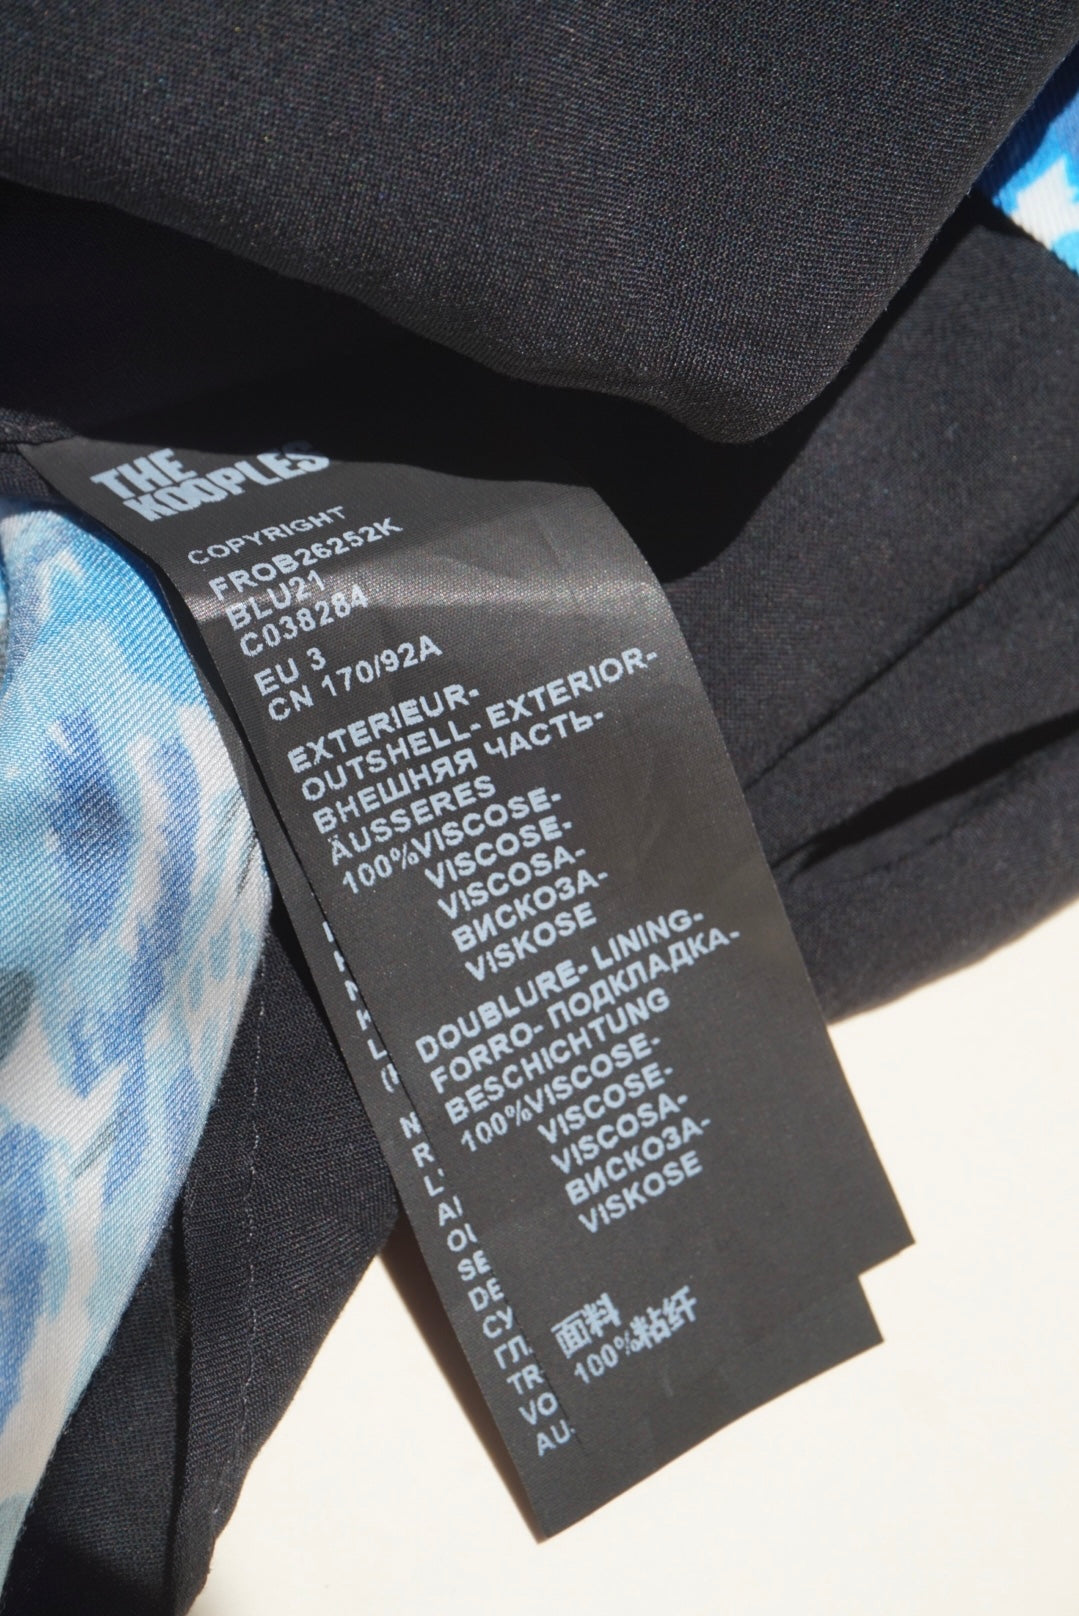 THE
KOOPLES
COPYRIGHT
FROB26252K
BLU21
C038284
EU 3
CN 170/92A
EXTERIEUR-
OUTSHELL- EXTERIOR-
ВНЕШНЯЯ ЧАСТЬ-
ÄUSSERES
100%VISCOSE-
VISCOSE-
VISCOSA-
ВИСКОЗА-
VISKOSE
DOUBLURE- LINING-
FORRO- ПОДКЛАДКА-
BESCHICHTUNG
100%VISCOSE-
VISCOSE-
VISCOSA-
ВИСКОЗА-
VISKOSE
面料
100%粘纤